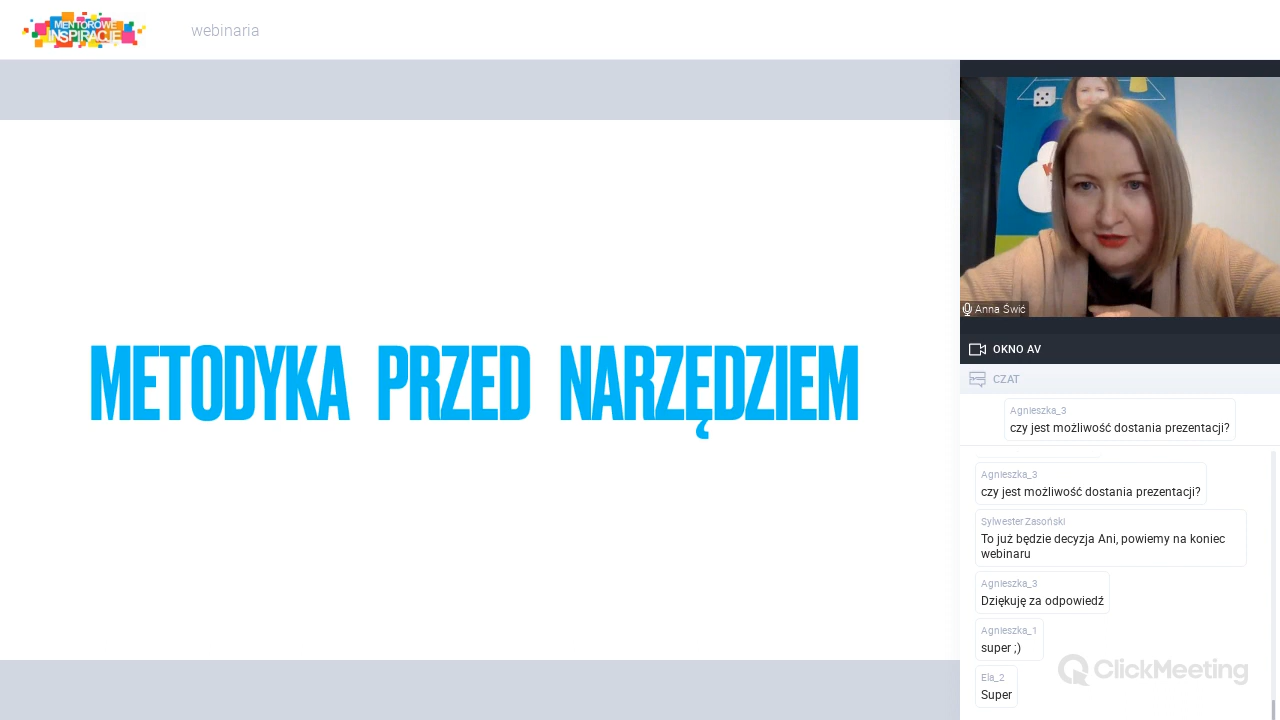 MENTOROWE
INSPIRACJE
webinaria
METODYKA PRZED NARZĘDZIEM
Anna Świć
OKNO AV
CZAT
Agnieszka_3
czy jest możliwość dostania prezentacji?
Agnieszka_3
czy jest możliwość dostania prezentacji?
Sylwester Zasoński
To już będzie decyzja Ani, powiemy na koniec
webinaru
Agnieszka_3
Dziękuję za odpowiedź
Agnieszka_1
super ;)
Ela_2
Super
ClickMeeting